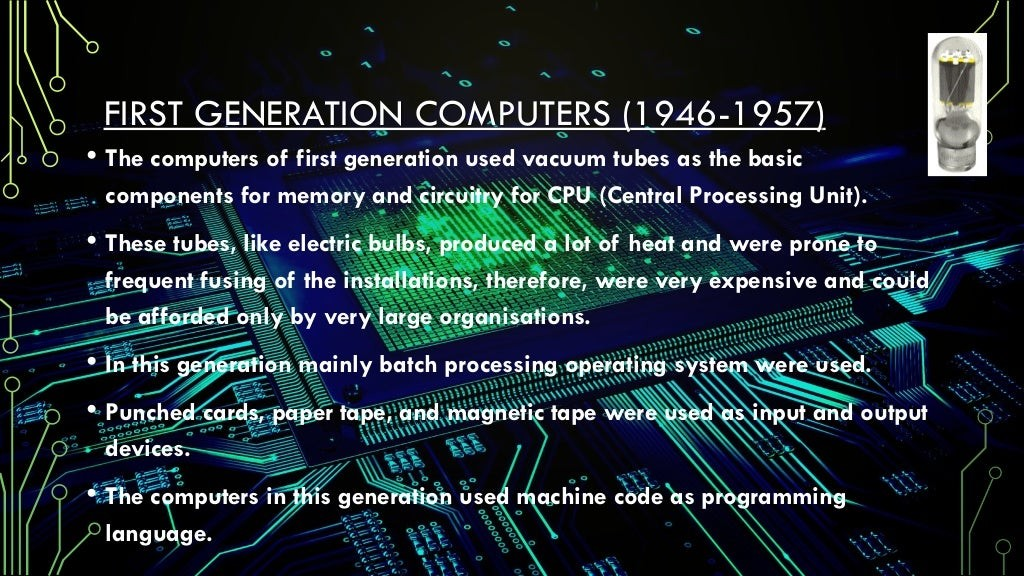 FIRST GENERATION COMPUTERS (1946-1957)
• The computers of first generation used vacuum tubes as the basic
components for memory and circuitry for CPU (Central Processing Unit).
• These tubes, like electric bulbs, produced a lot of heat and were prone to
frequent fusing of the installations, therefore, were very expensive and could
be afforded only by very large organisations.
• In this generation mainly batch processing operating system were used.
• Punched cards, paper tape, and magnetic tape were used as input and output
devices.
• The computers in this generation used machine code as programming
language.